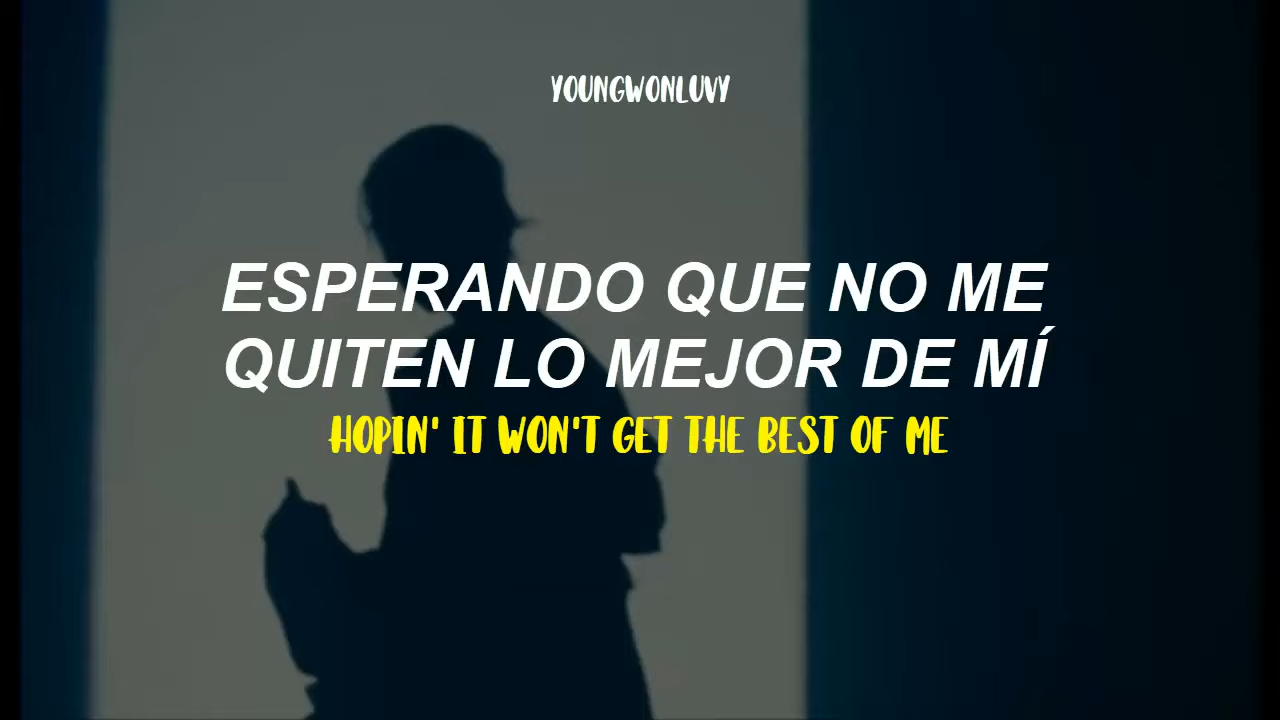 YOUNGWONLUVY
ESPERANDO QUE NO ME
QUITEN LO MEJOR DE MÍ
HOPIN' IT WON'T GET THE BEST OF ME